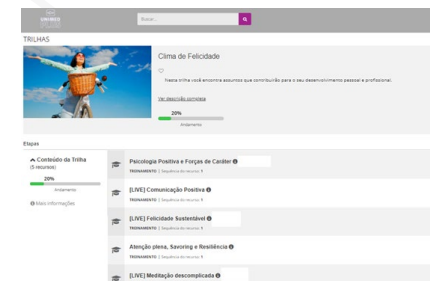 Buscar...
TRILHAS
Clima de Felicidade
Nesta trilha você encontra assuntos que contribuirão para o seu desenvolvimento pessoal e profissional.
Ver descrição completa
20%
Andamento
Etapas
Conteúdo da Trilha
(5 recursos)
20%
Andamento
Mais informações
Psicologia Positiva e Forças de Caráter
TREINAMENTO | Sequência do recurso: 1
[LIVE] Comunicação Positiva
TREINAMENTO | Sequência do recurso: 1
[LIVE] Felicidade Sustentável
TREINAMENTO | Sequência do recurso: 1
Atenção plena, Savoring e Resiliência
TREINAMENTO | Sequência do recurso: 1
[LIVE] Meditação descomplicada